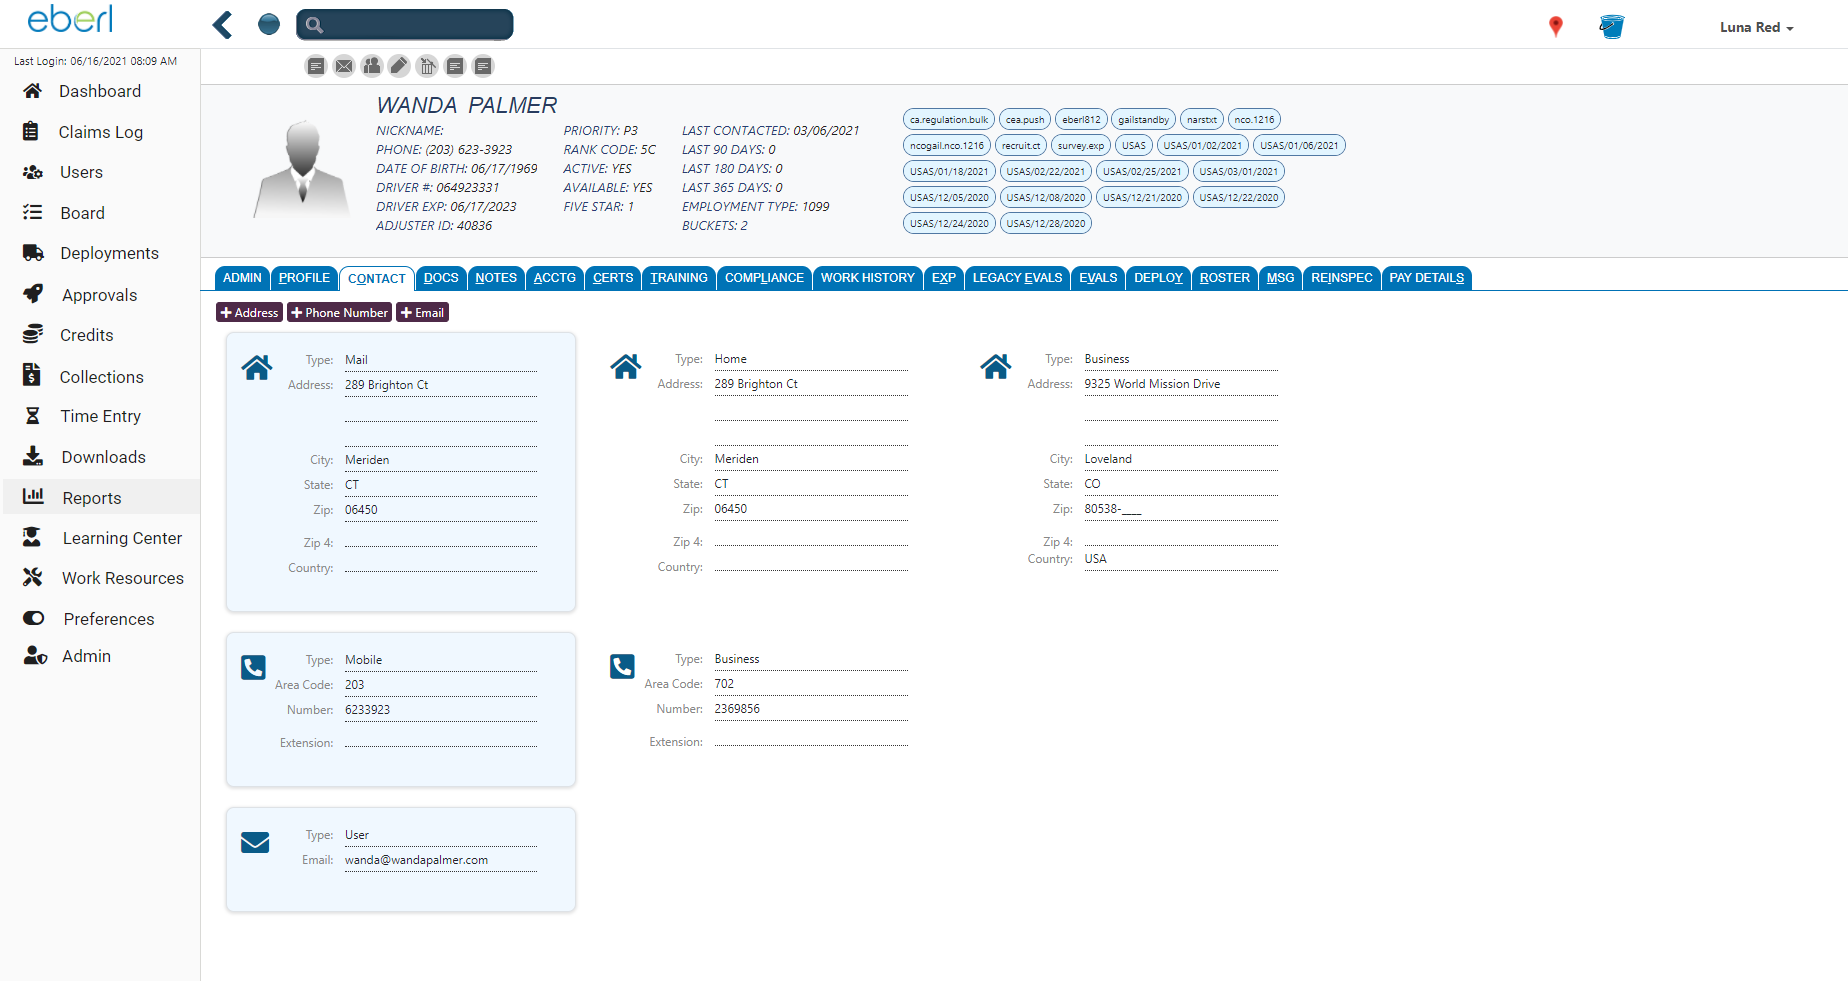 eberl
Luna Red
Last Login: 06/16/2021 08:09 AM
Dashboard
Claims Log
Users
Board
Deployments
Approvals
Credits
Collections
Time Entry
Downloads
Reports
Learning Center
Work Resources
Preferences
Admin
WANDA PALMER
NICKNAME:
PHONE: (203) 623-3923
DATE OF BIRTH: 06/17/1969
DRIVER #: 064923331
DRIVER EXP: 06/17/2023
ADJUSTER ID: 40836
PRIORITY: P3
RANK CODE: 5C
ACTIVE: YES
AVAILABLE: YES
FIVE STAR: 1
LAST CONTACTED: 03/06/2021
LAST 90 DAYS: 0
LAST 180 DAYS: 0
LAST 365 DAYS: 0
EMPLOYMENT TYPE: 1099
BUCKETS: 2
ca.regulation.bulk cea.push eberl812 gailstandby narstxt nco.1216
ncogail.nco.1216 recruit.ct survey.exp USAS USAS/01/02/2021 USAS/01/06/2021
USAS/01/18/2021 USAS/02/22/2021 USAS/02/25/2021 USAS/03/01/2021
USAS/12/05/2020 USAS/12/08/2020 USAS/12/21/2020 USAS/12/22/2020
USAS/12/24/2020 USAS/12/28/2020
ADMIN PROFILE CONTACT DOCS NOTES ACCTG CERTS TRAINING COMPLIANCE WORK HISTORY EXP LEGACY EVALS EVALS DEPLOY ROSTER MSG REINSPEC PAY DETAILS
+ Address + Phone Number + Email
Type: Mail
Address: 289 Brighton Ct
City: Meriden
State: CT
Zip: 06450
Zip 4:
Country:
Type: Home
Address: 289 Brighton Ct
City: Meriden
State: CT
Zip: 06450
Zip 4:
Country:
Type: Business
Address: 9325 World Mission Drive
City: Loveland
State: CO
Zip: 80538-____
Zip 4:
Country: USA
Type: Mobile
Area Code: 203
Number: 6233923
Extension:
Type: Business
Area Code: 702
Number: 2369856
Extension:
Type: User
Email: wanda@wandapalmer.com